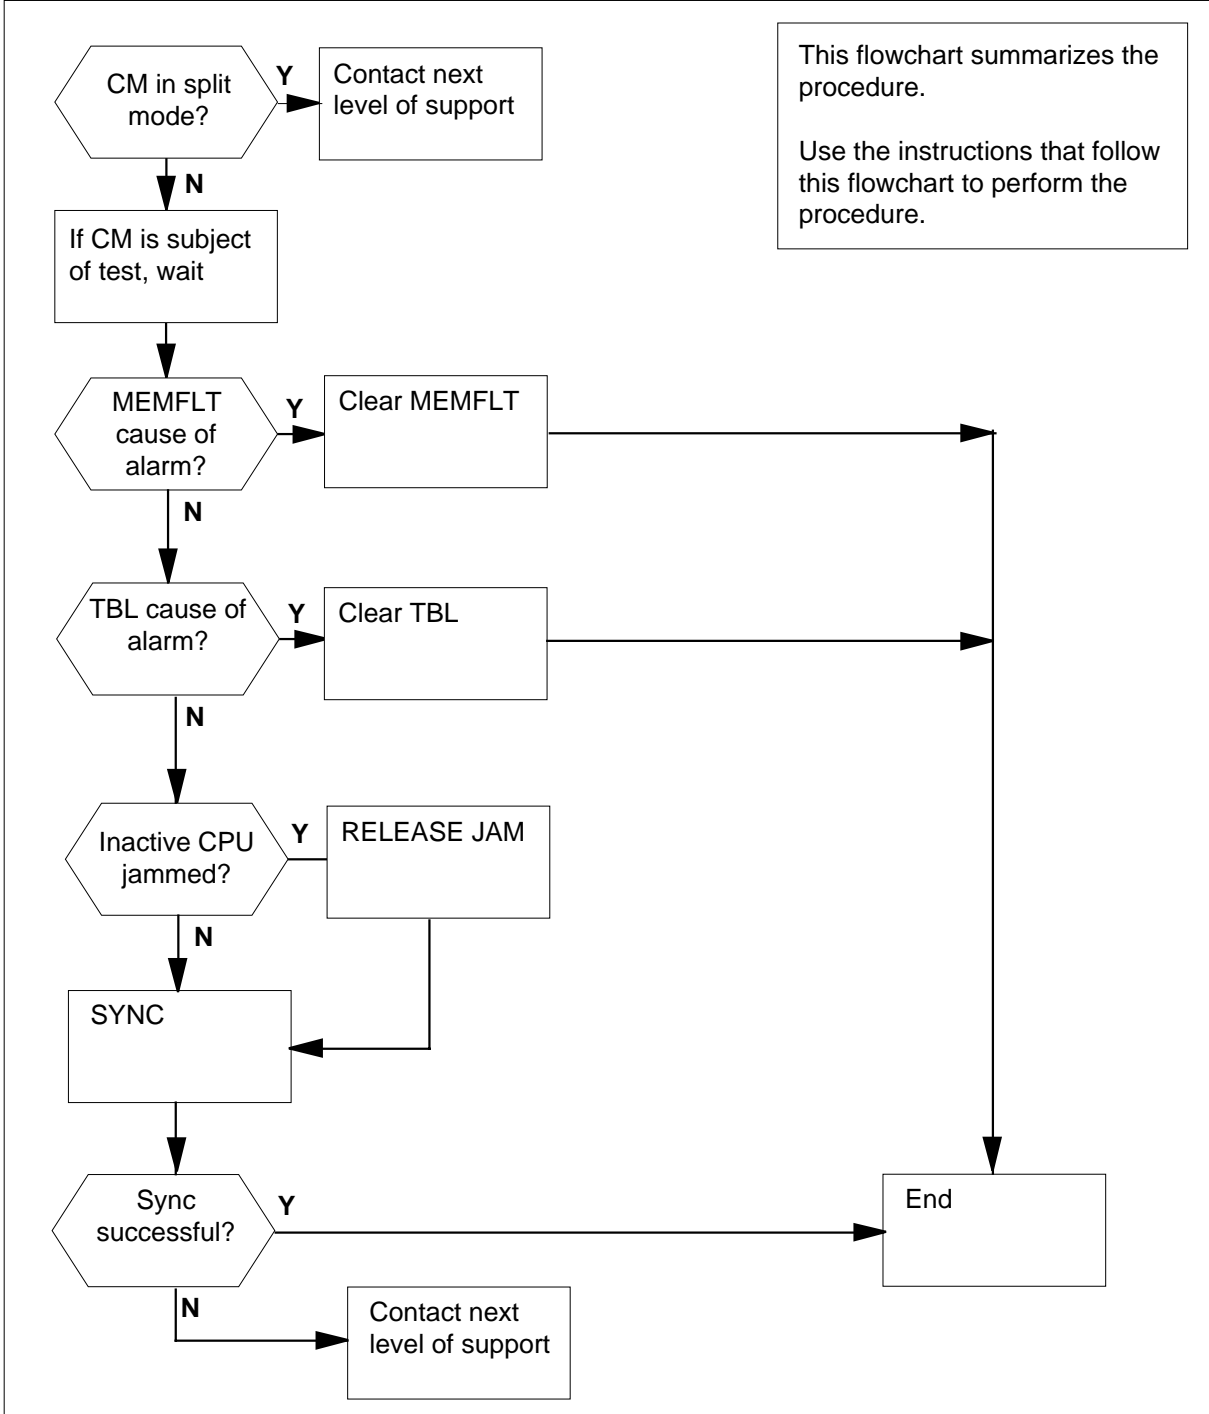 CM in split
mode?
Y
Contact next
level of support
This flowchart summarizes the
procedure.
Use the instructions that follow
this flowchart to perform the
procedure.
N
If CM is subject
of test, wait
MEMFLT
cause of
alarm?
Y
Clear MEMFLT
N
TBL cause of
alarm?
Y
Clear TBL
N
Inactive CPU
jammed?
Y
RELEASE JAM
N
SYNC
Sync
successful?
Y
End
N
Contact next
level of support